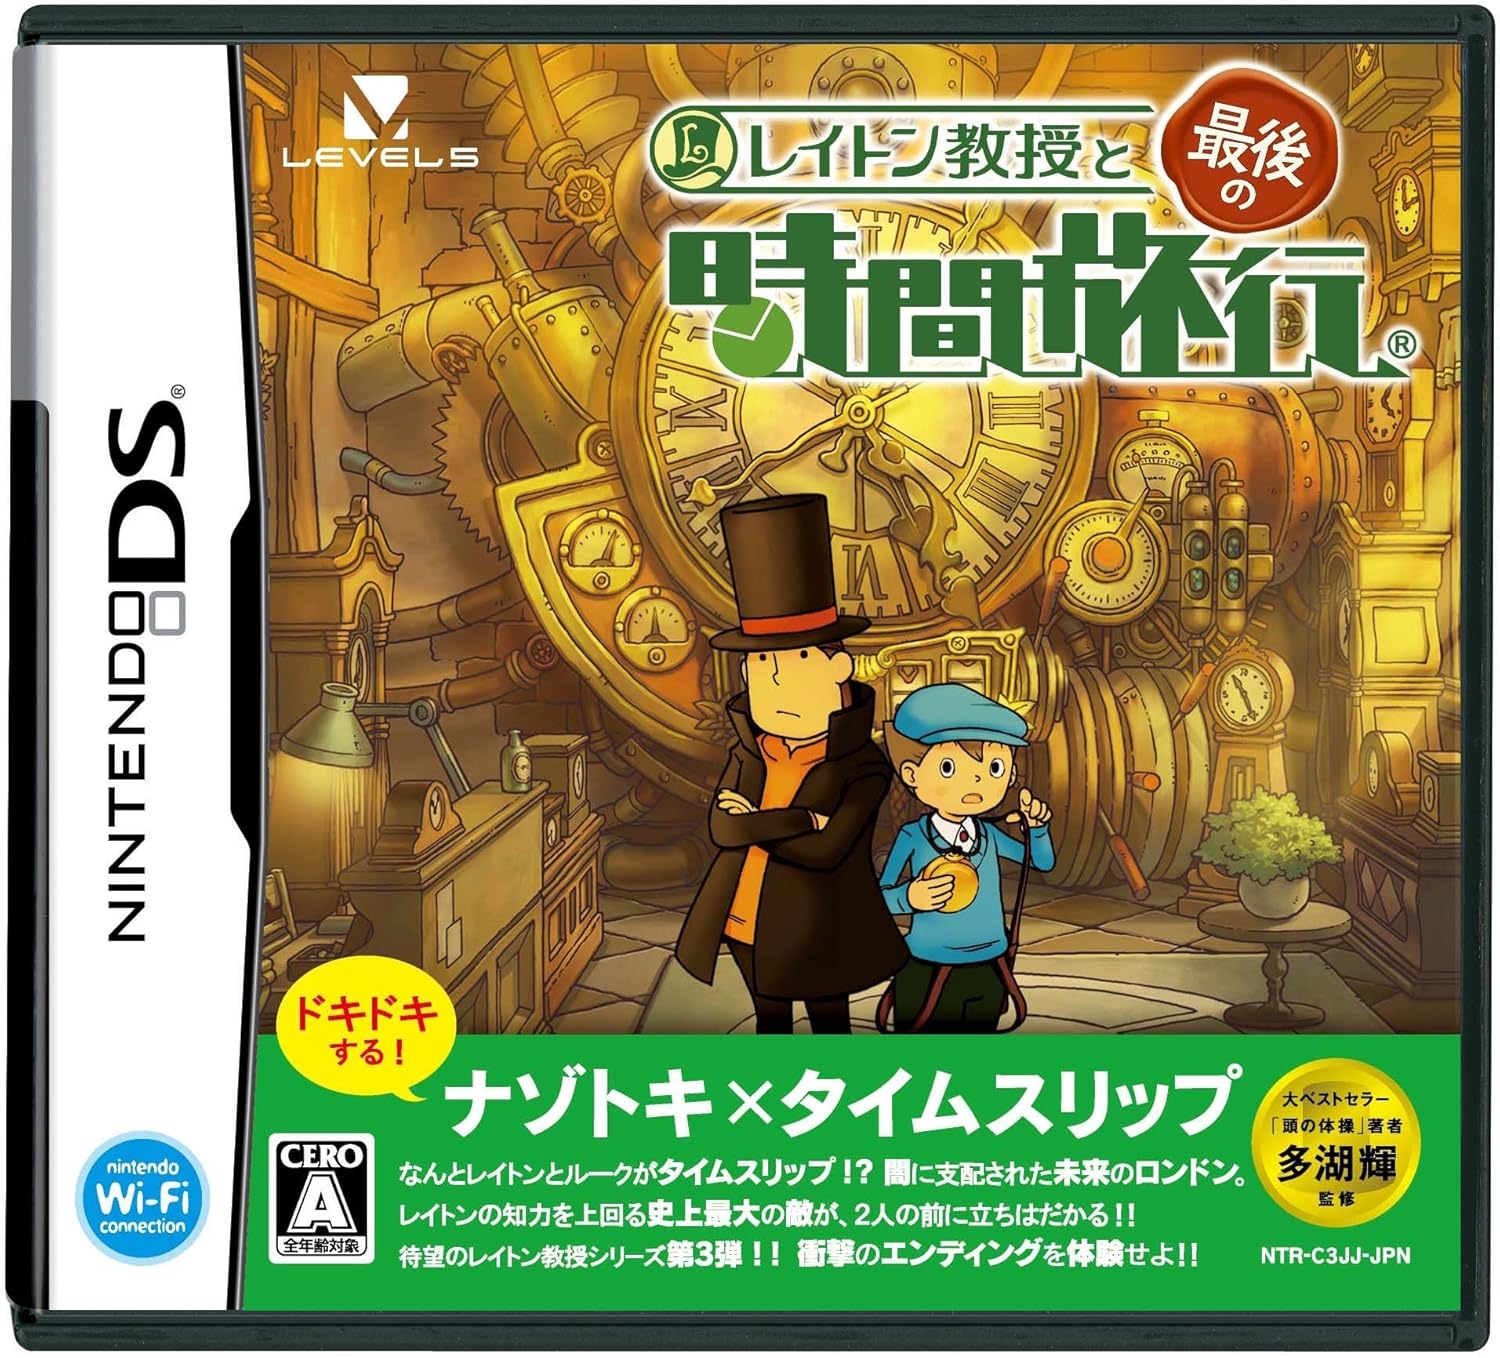 LEVEL5
L
レイトン教授と
最後の
時間旅行®
NINTENDO DS®
ドキドキ
する!
ナゾトキ×タイムスリップ
なんとレイトンとルークがタイムスリップ!? 闇に支配された未来のロンドン。
レイトンの知力を上回る史上最大の敵が、2人の前に立ちはだかる!!
待望のレイトン教授シリーズ第3弾!! 衝撃のエンディングを体験せよ!!
大ベストセラー
「頭の体操」著者
多湖輝
監修
nintendo
Wi-Fi
connection
CERO
A
全年齢対象
NTR-C3JJ-JPN